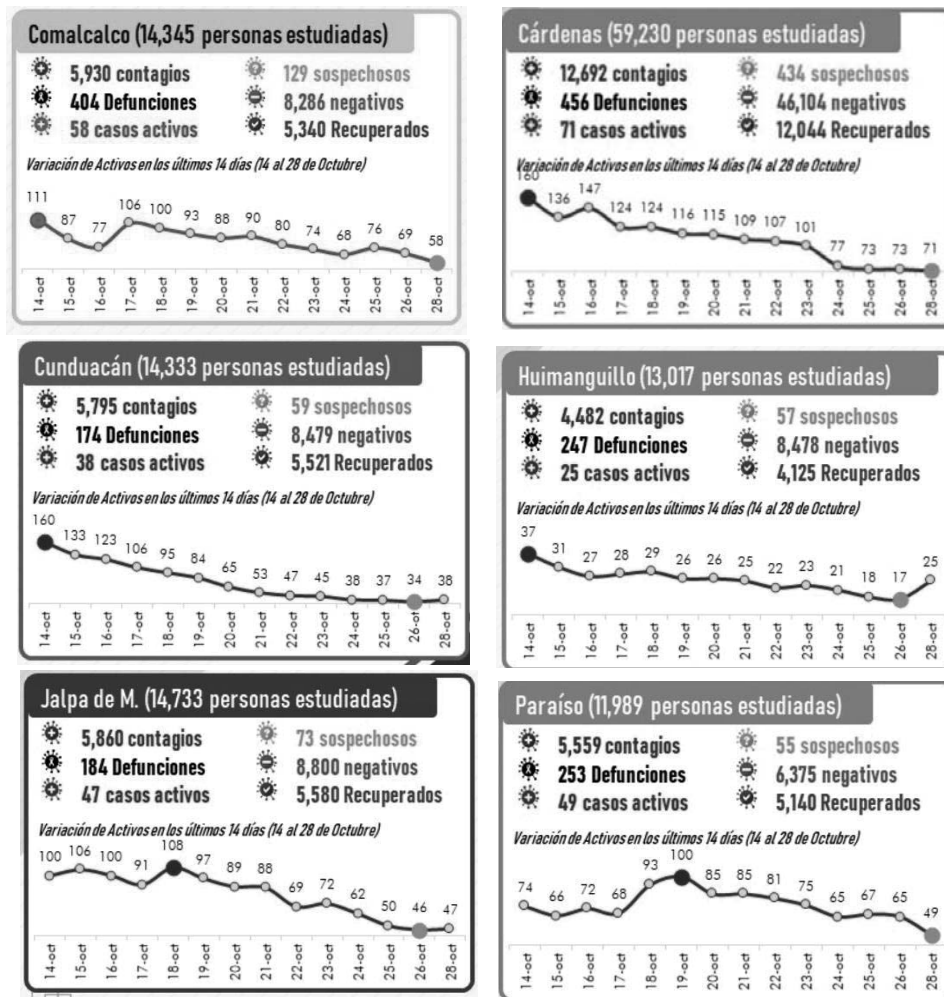 Comalcalco (14,345 personas estudiadas)
5,930 contagios
129 sospechosos
404 Defunciones
8,286 negativos
58 casos activos
5,340 Recuperados
Variación de Activos en los últimos 14 días (14 al 28 de Octubre)
111 87 77 106 100 93 88 90 80 74 68 76 69 58
14-oct 15-oct 16-oct 17-oct 18-oct 19-oct 20-oct 21-oct 22-oct 23-oct 24-oct 25-oct 26-oct 28-oct
Cárdenas (59,230 personas estudiadas)
12,692 contagios
434 sospechosos
456 Defunciones
46,104 negativos
71 casos activos
12,044 Recuperados
Variación de Activos en los últimos 14 días (14 al 28 de Octubre)
160 136 147 124 124 116 115 109 107 101 77 73 73 71
14-oct 15-oct 16-oct 17-oct 18-oct 19-oct 20-oct 21-oct 22-oct 23-oct 24-oct 25-oct 26-oct 28-oct
Cunduacán (14,333 personas estudiadas)
5,795 contagios
59 sospechosos
174 Defunciones
8,479 negativos
38 casos activos
5,521 Recuperados
Variación de Activos en los últimos 14 días (14 al 28 de Octubre)
160 133 123 106 95 84 65 53 47 45 38 37 34 38
14-oct 15-oct 16-oct 17-oct 18-oct 19-oct 20-oct 21-oct 22-oct 23-oct 24-oct 25-oct 26-oct 28-oct
Huimanguillo (13,017 personas estudiadas)
4,482 contagios
57 sospechosos
247 Defunciones
8,478 negativos
25 casos activos
4,125 Recuperados
Variación de Activos en los últimos 14 días (14 al 28 de Octubre)
37 31 27 28 29 26 26 25 22 23 21 18 17 25
14-oct 15-oct 16-oct 17-oct 18-oct 19-oct 20-oct 21-oct 22-oct 23-oct 24-oct 25-oct 26-oct 28-oct
Jalpa de M. (14,733 personas estudiadas)
5,860 contagios
73 sospechosos
184 Defunciones
8,800 negativos
47 casos activos
5,580 Recuperados
Variación de Activos en los últimos 14 días (14 al 28 de Octubre)
100 106 100 91 108 97 89 88 69 72 62 50 46 47
14-oct 15-oct 16-oct 17-oct 18-oct 19-oct 20-oct 21-oct 22-oct 23-oct 24-oct 25-oct 26-oct 28-oct
Paraíso (11,989 personas estudiadas)
5,559 contagios
55 sospechosos
253 Defunciones
6,375 negativos
49 casos activos
5,140 Recuperados
Variación de Activos en los últimos 14 días (14 al 28 de Octubre)
74 66 72 68 93 100 85 85 81 75 65 67 65 49
14-oct 15-oct 16-oct 17-oct 18-oct 19-oct 20-oct 21-oct 22-oct 23-oct 24-oct 25-oct 26-oct 28-oct